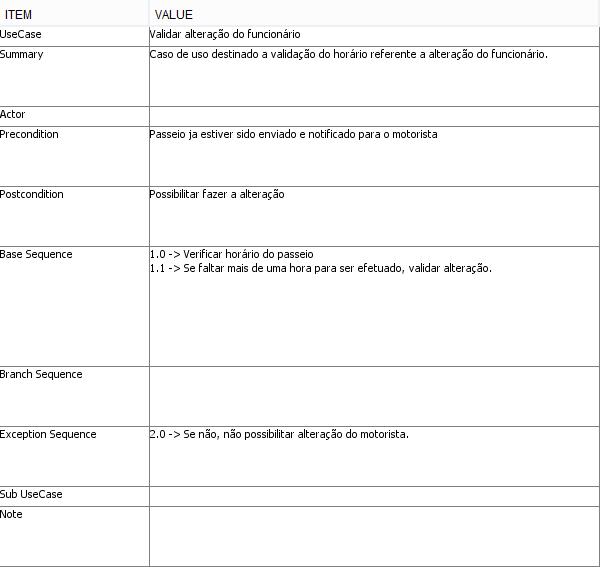 ITEM VALUE
UseCase Validar alteração do funcionário
Summary Caso de uso destinado a validação do horário referente a alteração do funcionário.
Actor
Precondition Passeio ja estiver sido enviado e notificado para o motorista
Postcondition Possibilitar fazer a alteração
Base Sequence 1.0 -> Verificar horário do passeio
1.1 -> Se faltar mais de uma hora para ser efetuado, validar alteração.
Branch Sequence
Exception Sequence 2.0 -> Se não, não possibilitar alteração do motorista.
Sub UseCase
Note